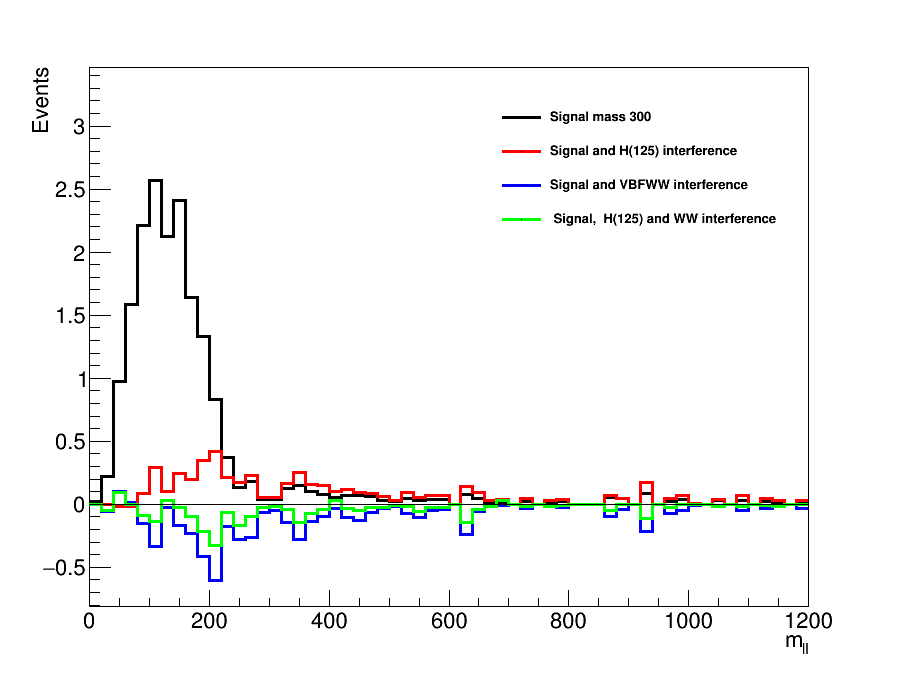 Events
3
2.5
2
1.5
1
0.5
0
−0.5
Signal mass 300
Signal and H(125) interference
Signal and VBFWW interference
Signal,  H(125) and WW interference
0 200 400 600 800 1000 1200
m_ll